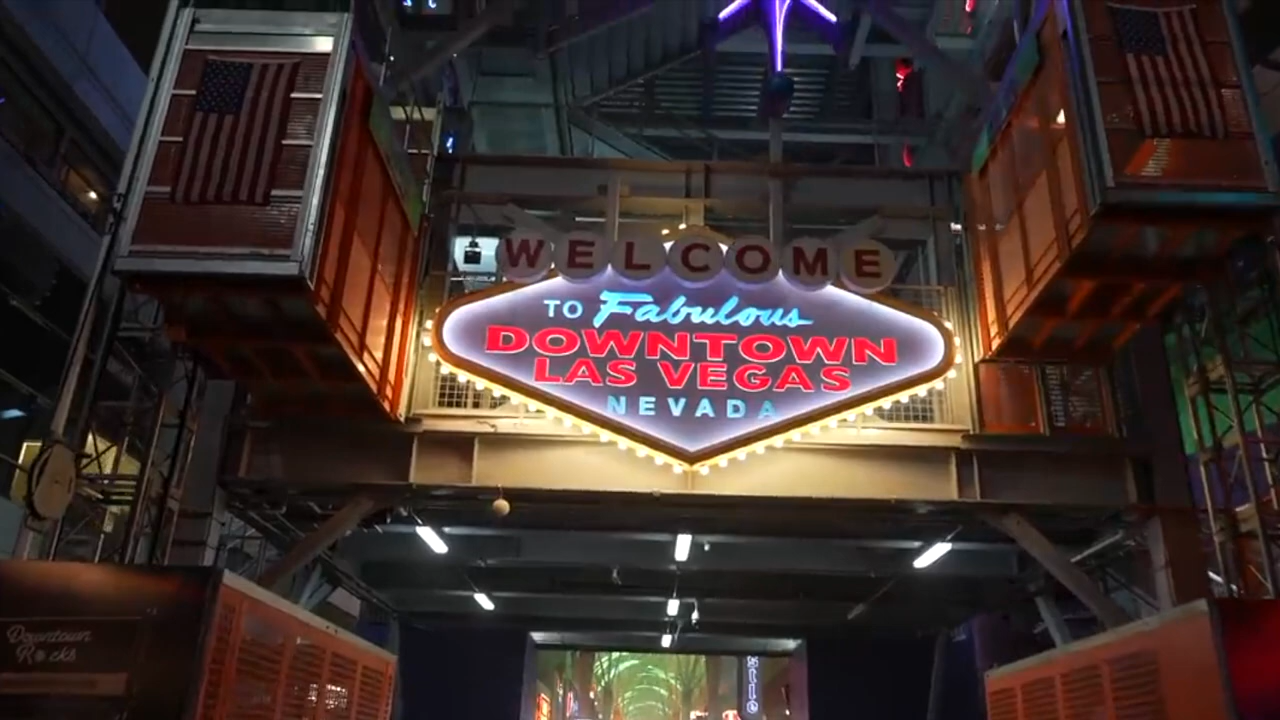 WELCOME
TO Fabulous
DOWNTOWN
LAS VEGAS
NEVADA
Downtown
Rocks